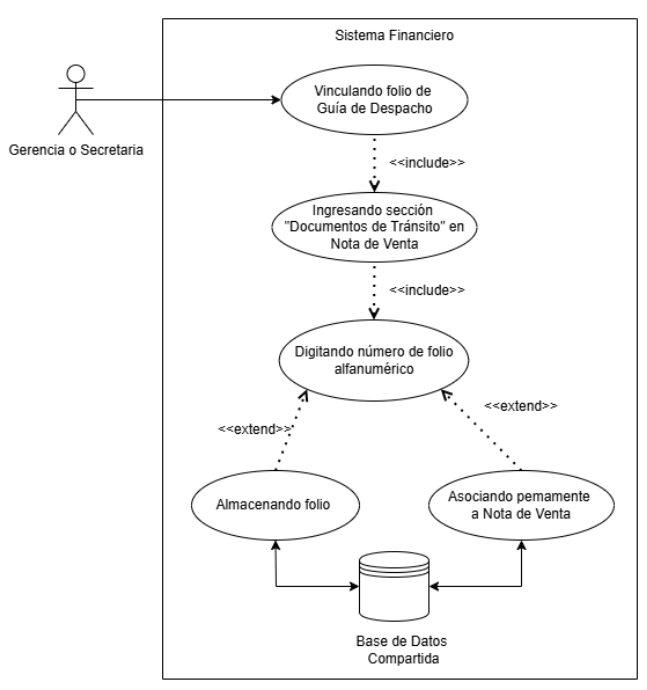 Sistema Financiero
Vinculando folio de
Guía de Despacho
Gerencia o Secretaria
<<include>>
Ingresando sección
"Documentos de Tránsito" en
Nota de Venta
<<include>>
Digitando número de folio
alfanumérico
<<extend>>
<<extend>>
Almacenando folio
Asociando pemamente
a Nota de Venta
Base de Datos
Compartida